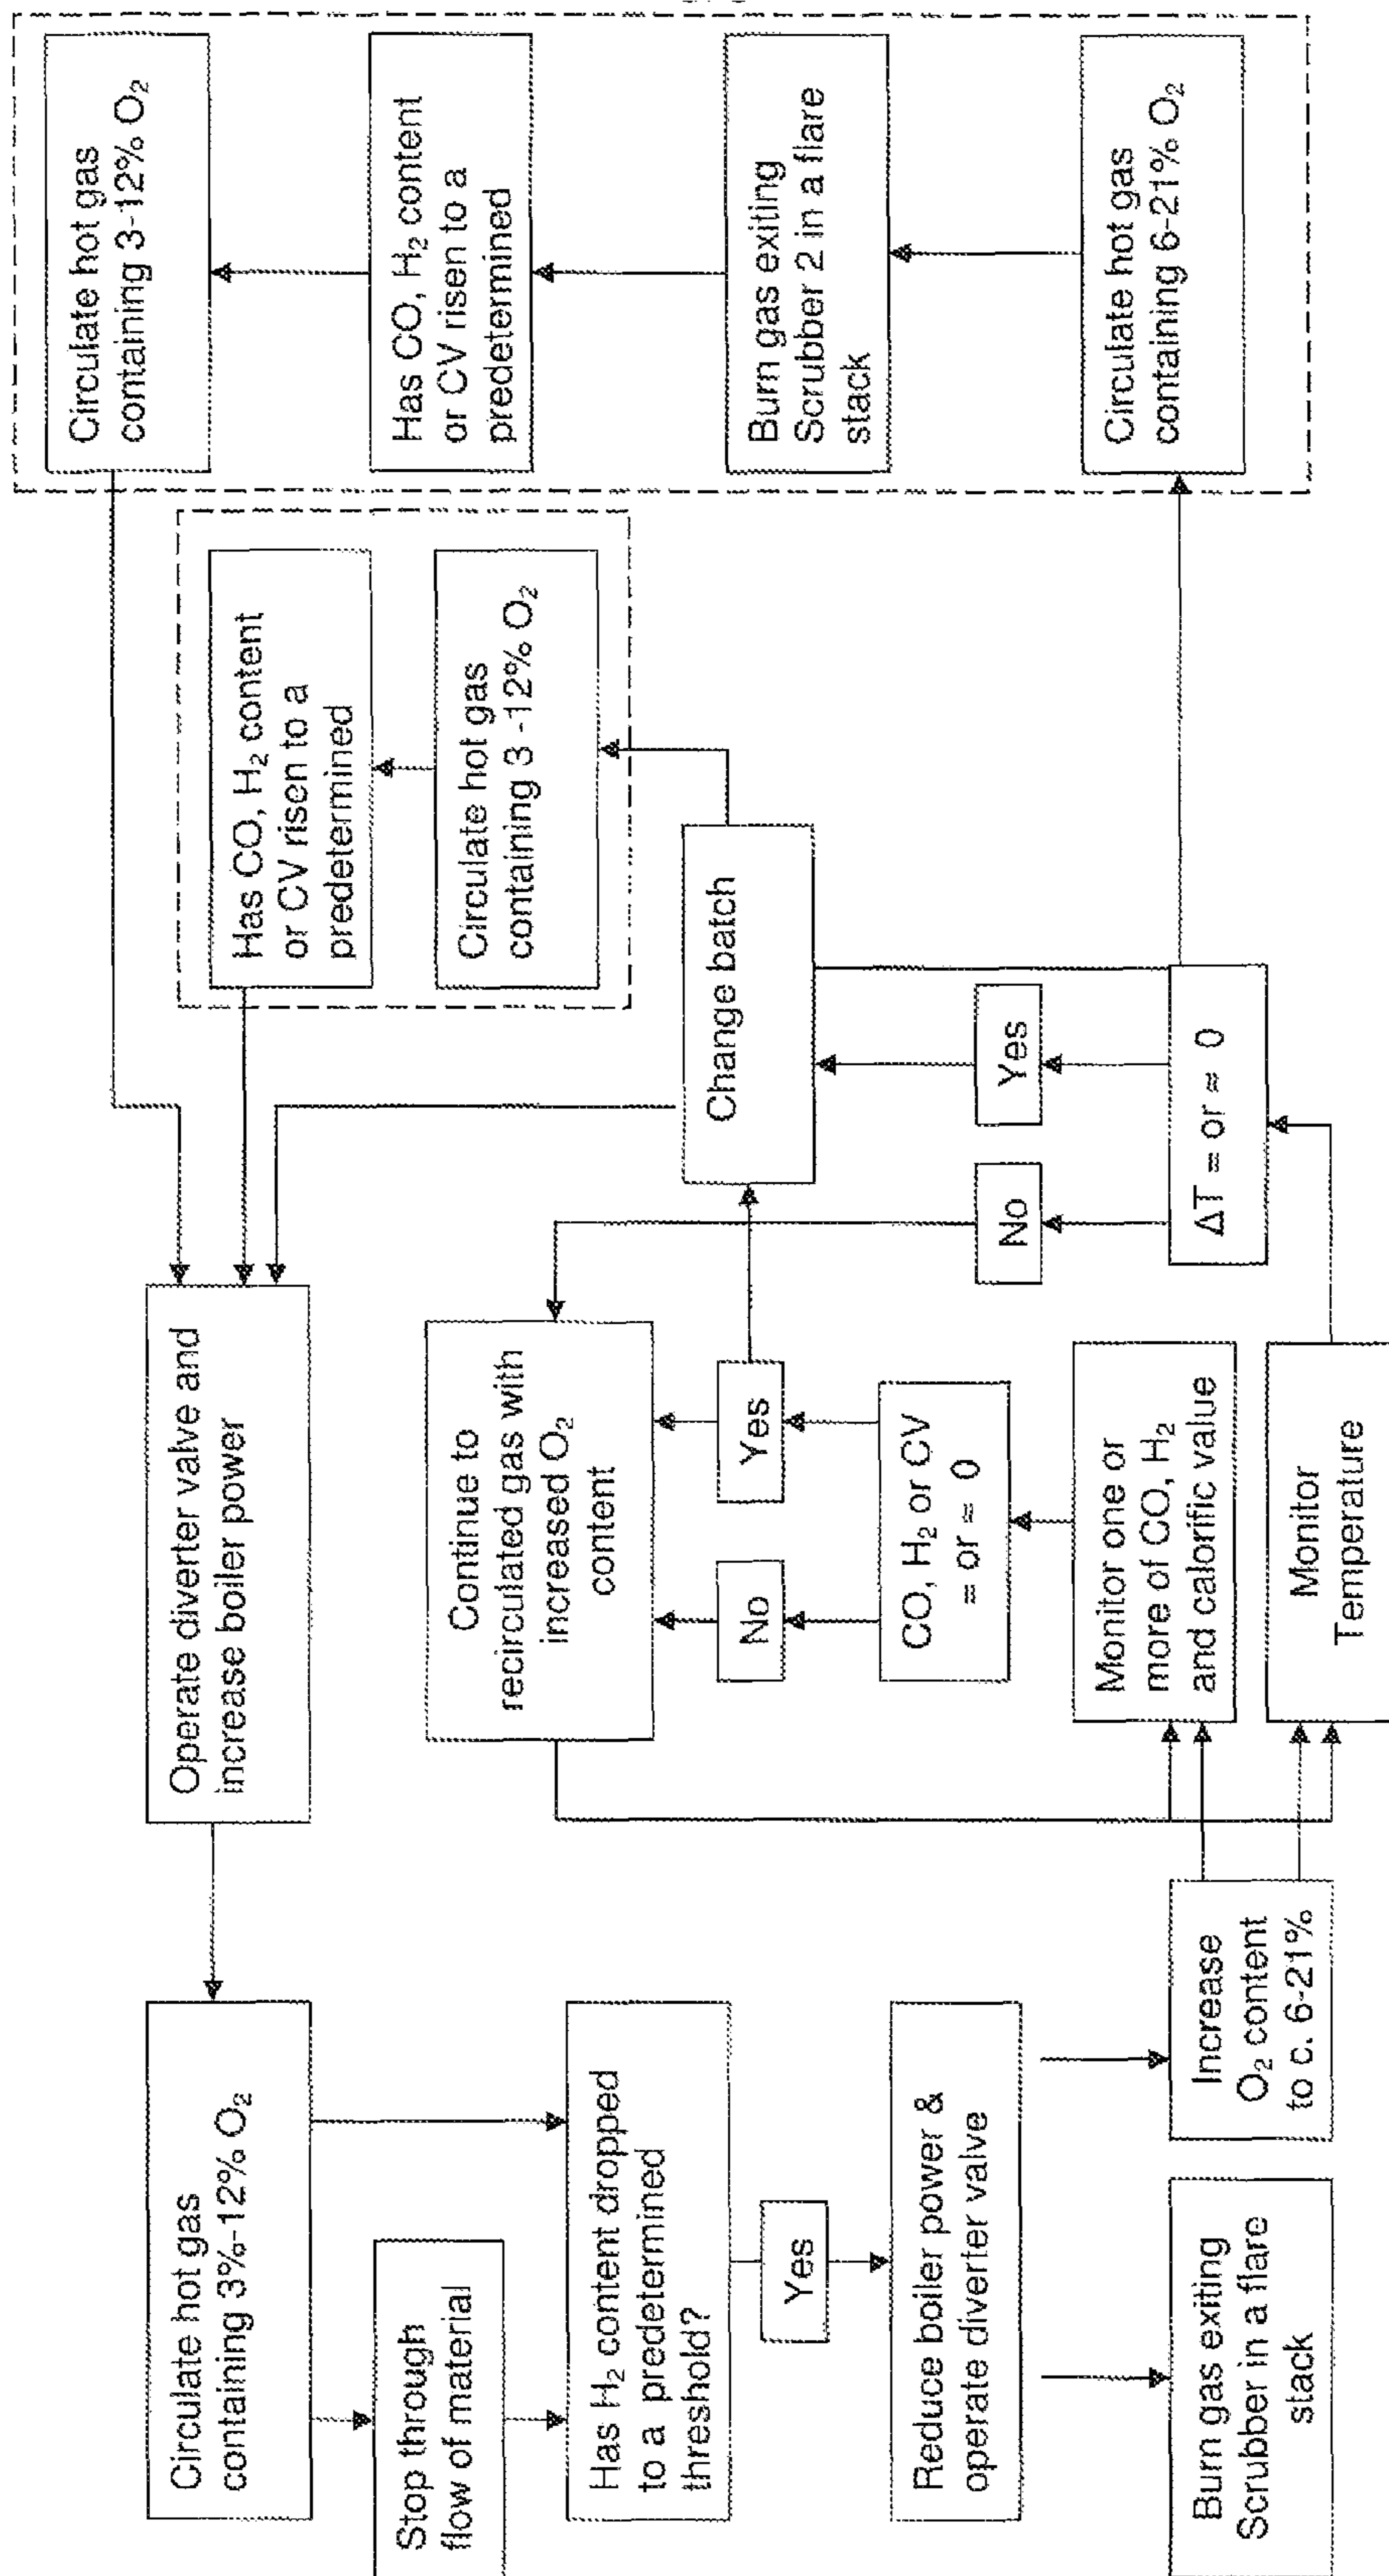 Circulate hot gas
containing 3%-12% O₂
Stop through
flow of material
Has H₂ content dropped
to a predetermined
threshold?
Yes
Reduce boiler power &
operate diverter valve
Burn gas exiting
Scrubber in a flare
stack
Increase
O₂ content
to c. 6-21%
Operate diverter valve and
increase boiler power
Continue to
recirculated gas with
increased O₂
content
No
Yes
CO, H₂ or CV
= or ≈ 0
Monitor one or
more of CO, H₂
and calorific value
Monitor
Temperature
Change batch
No
Yes
ΔT = or ≈ 0
Has CO, H₂ content
or CV risen to a
predetermined
Circulate hot gas
containing 3 -12% O₂
Circulate hot gas
containing 3-12% O₂
Has CO, H₂ content
or CV risen to a
predetermined
Burn gas exiting
Scrubber 2 in a flare
stack
Circulate hot gas
containing 6-21% O₂